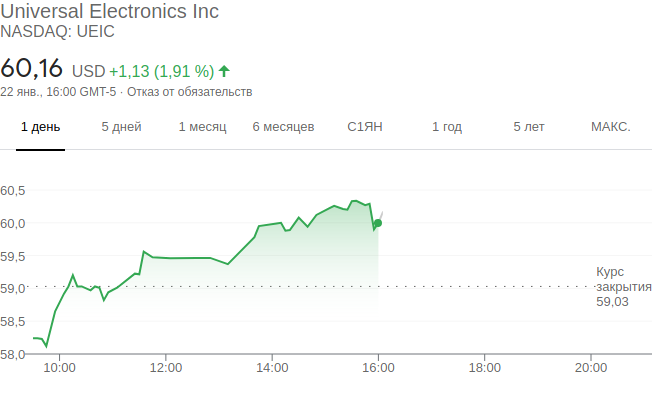 Universal Electronics Inc
NASDAQ: UEIC
60,16 USD +1,13 (1,91 %)
22 янв., 16:00 GMT-5 · Отказ от обязательств
1 день 5 дней 1 месяц 6 месяцев С1ЯН 1 год 5 лет МАКС.
60,5
60,0
59,5
59,0
58,5
58,0
Курс
закрытия
59,03
10:00 12:00 14:00 16:00 18:00 20:00